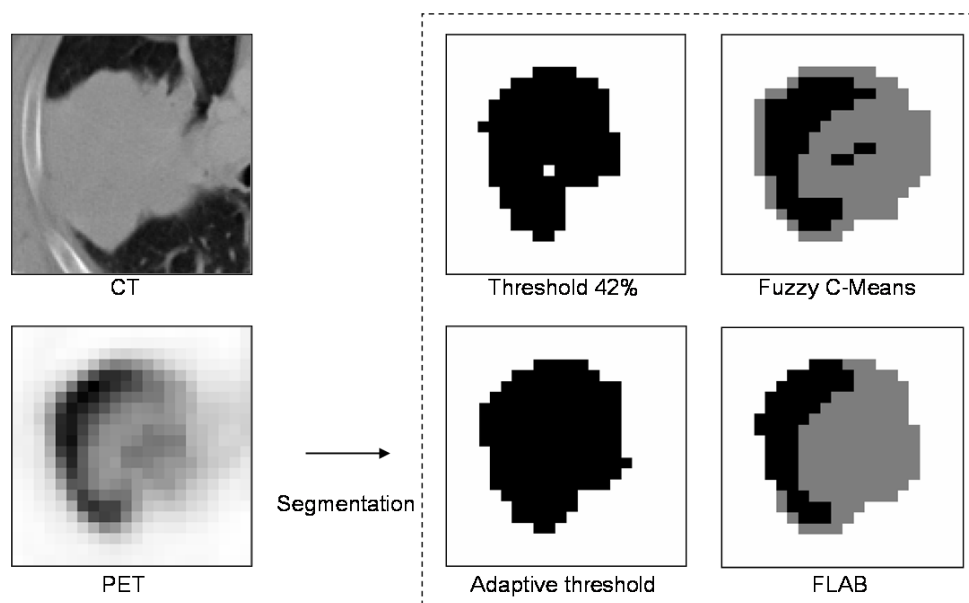 CT
Threshold 42%
Fuzzy C-Means
Segmentation
PET
Adaptive threshold
FLAB